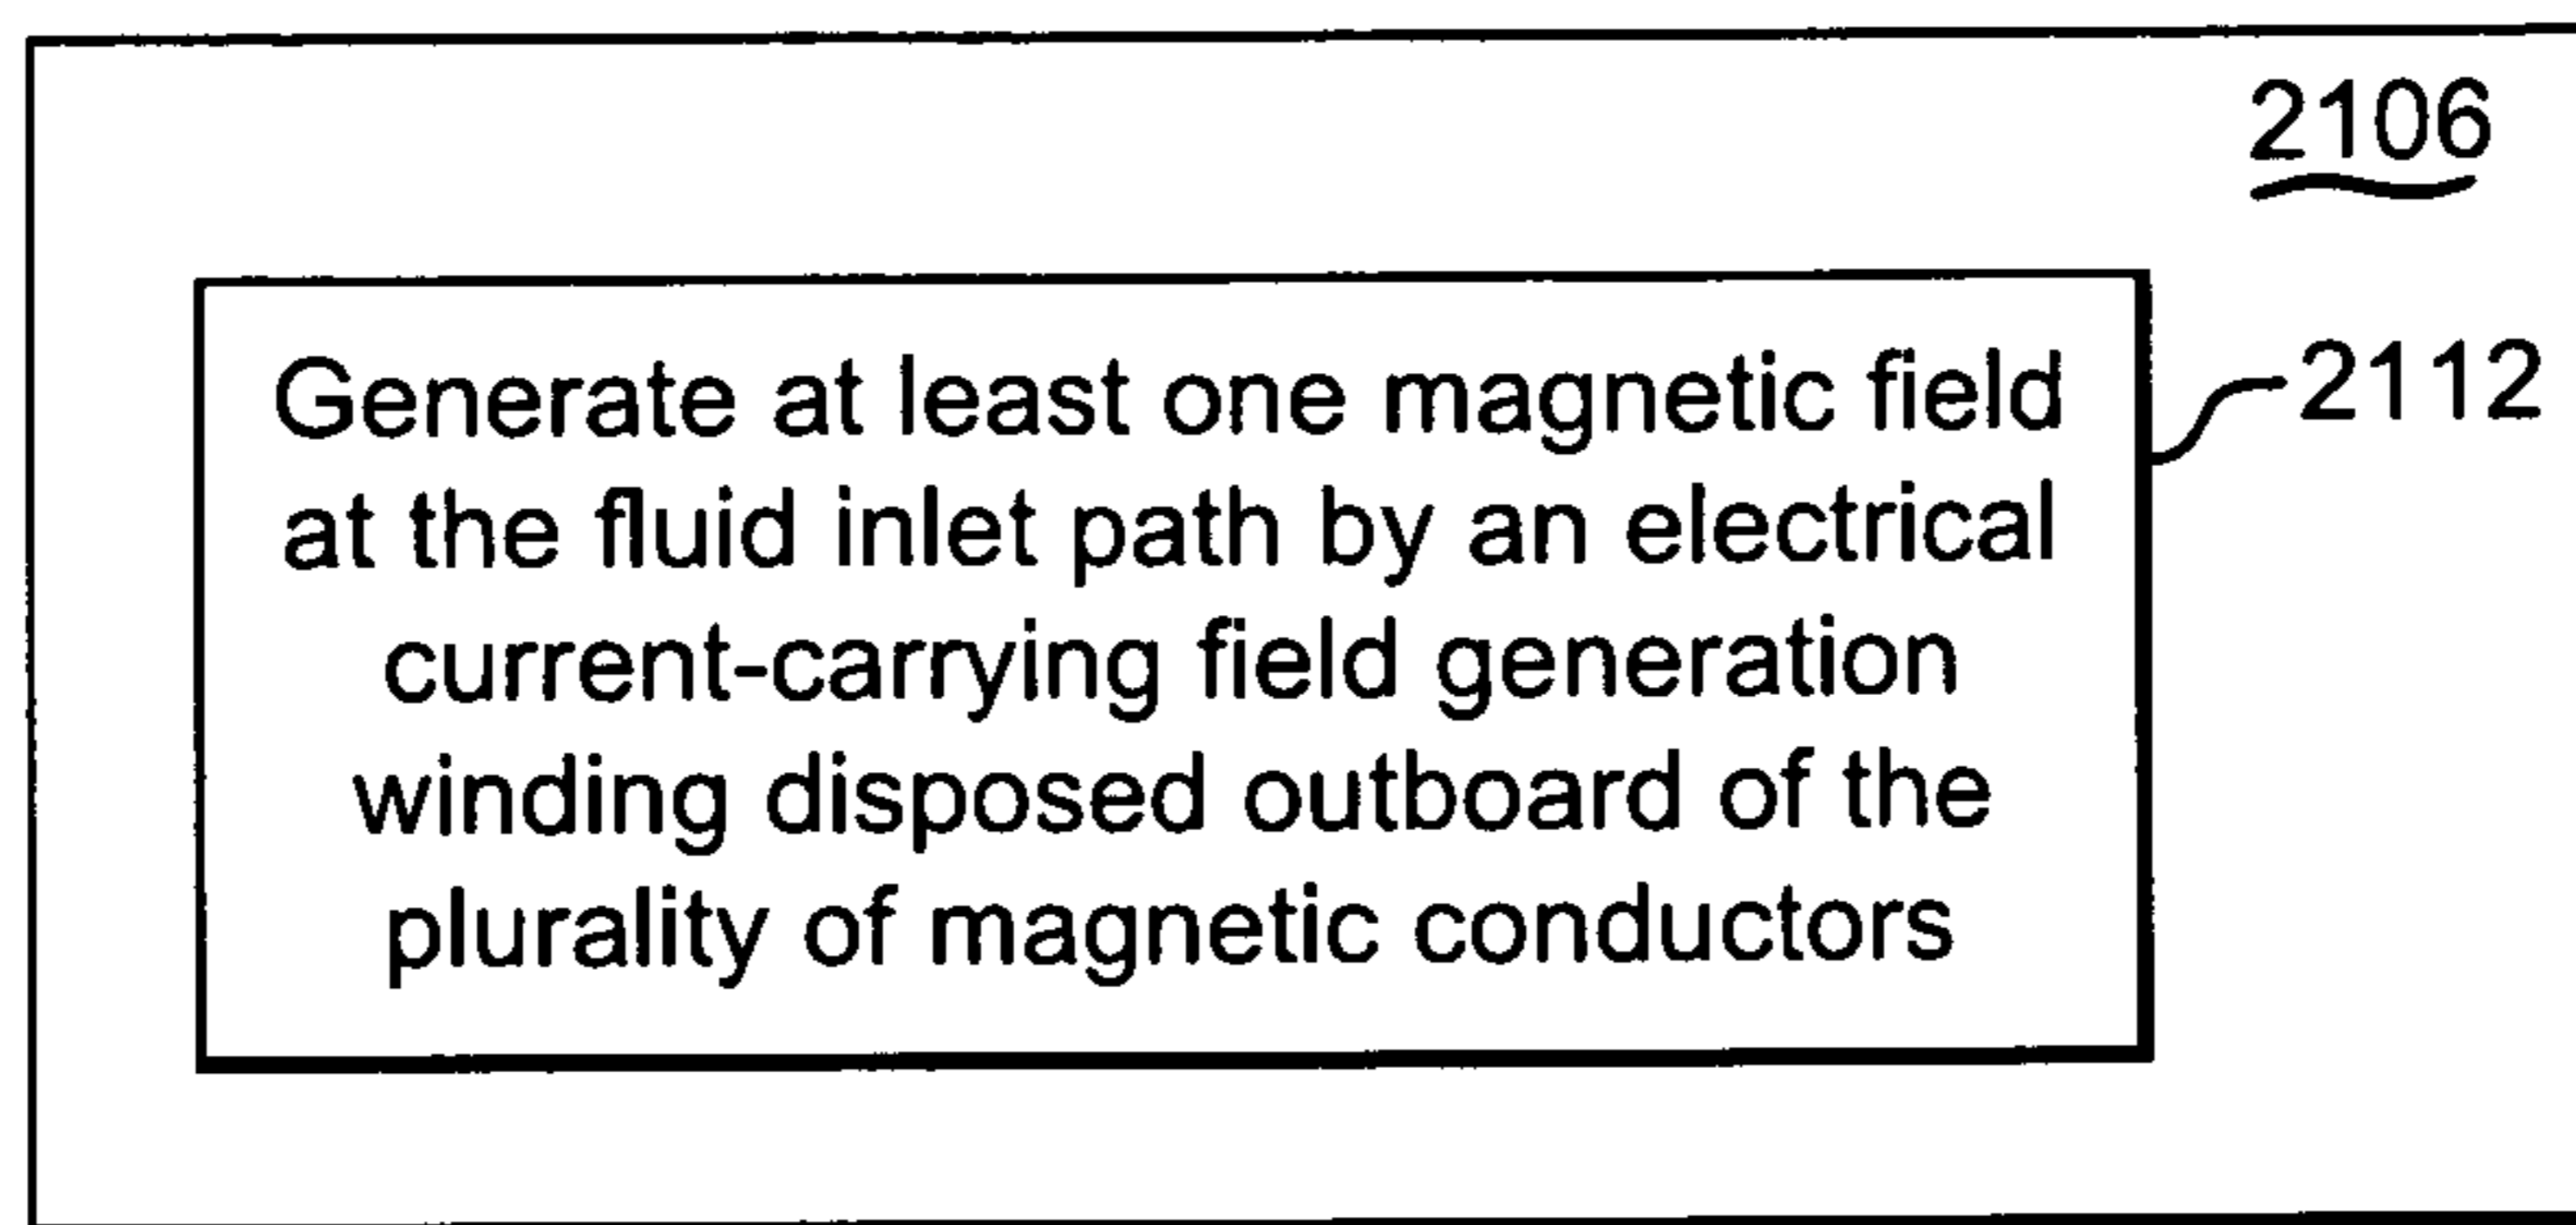 2106
Generate at least one magnetic field
at the fluid inlet path by an electrical
current-carrying field generation
winding disposed outboard of the
plurality of magnetic conductors
2112